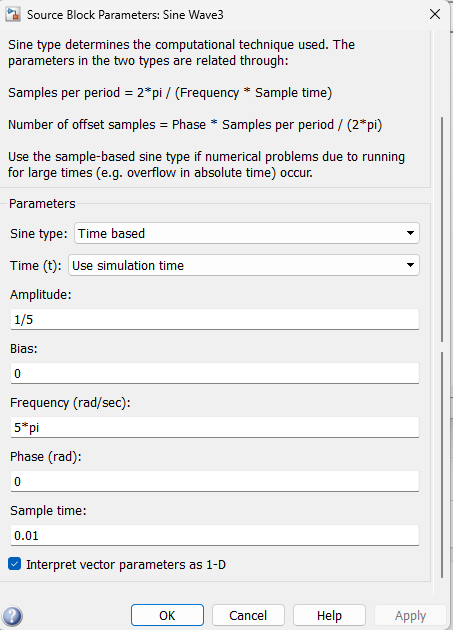 Source Block Parameters: Sine Wave3
Sine type determines the computational technique used. The
parameters in the two types are related through:
Samples per period = 2*pi / (Frequency * Sample time)
Number of offset samples = Phase * Samples per period / (2*pi)
Use the sample-based sine type if numerical problems due to running
for large times (e.g. overflow in absolute time) occur.
Parameters
Sine type: Time based
Time (t): Use simulation time
Amplitude:
1/5
Bias:
0
Frequency (rad/sec):
5*pi
Phase (rad):
0
Sample time:
0.01
Interpret vector parameters as 1-D
OK Cancel Help Apply